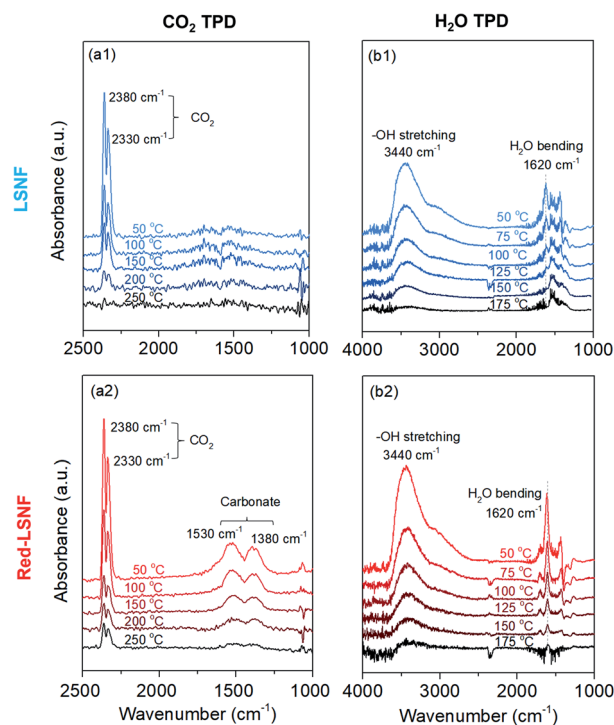 CO₂ TPD
H₂O TPD
LSNF
Absorbance (a.u.)
(a1)
2380 cm⁻¹
2330 cm⁻¹
CO₂
50 °C
100 °C
150 °C
200 °C
250 °C
2500 2000 1500 1000
(b1)
-OH stretching
3440 cm⁻¹
H₂O bending
1620 cm⁻¹
50 °C
75 °C
100 °C
125 °C
150 °C
175 °C
4000 3000 2000 1000
Red-LSNF
Absorbance (a.u.)
(a2)
2380 cm⁻¹
2330 cm⁻¹
CO₂
Carbonate
1530 cm⁻¹
1380 cm⁻¹
50 °C
100 °C
150 °C
200 °C
250 °C
2500 2000 1500 1000
Wavenumber (cm⁻¹)
(b2)
-OH stretching
3440 cm⁻¹
H₂O bending
1620 cm⁻¹
50 °C
75 °C
100 °C
125 °C
150 °C
175 °C
4000 3000 2000 1000
Wavenumber (cm⁻¹)